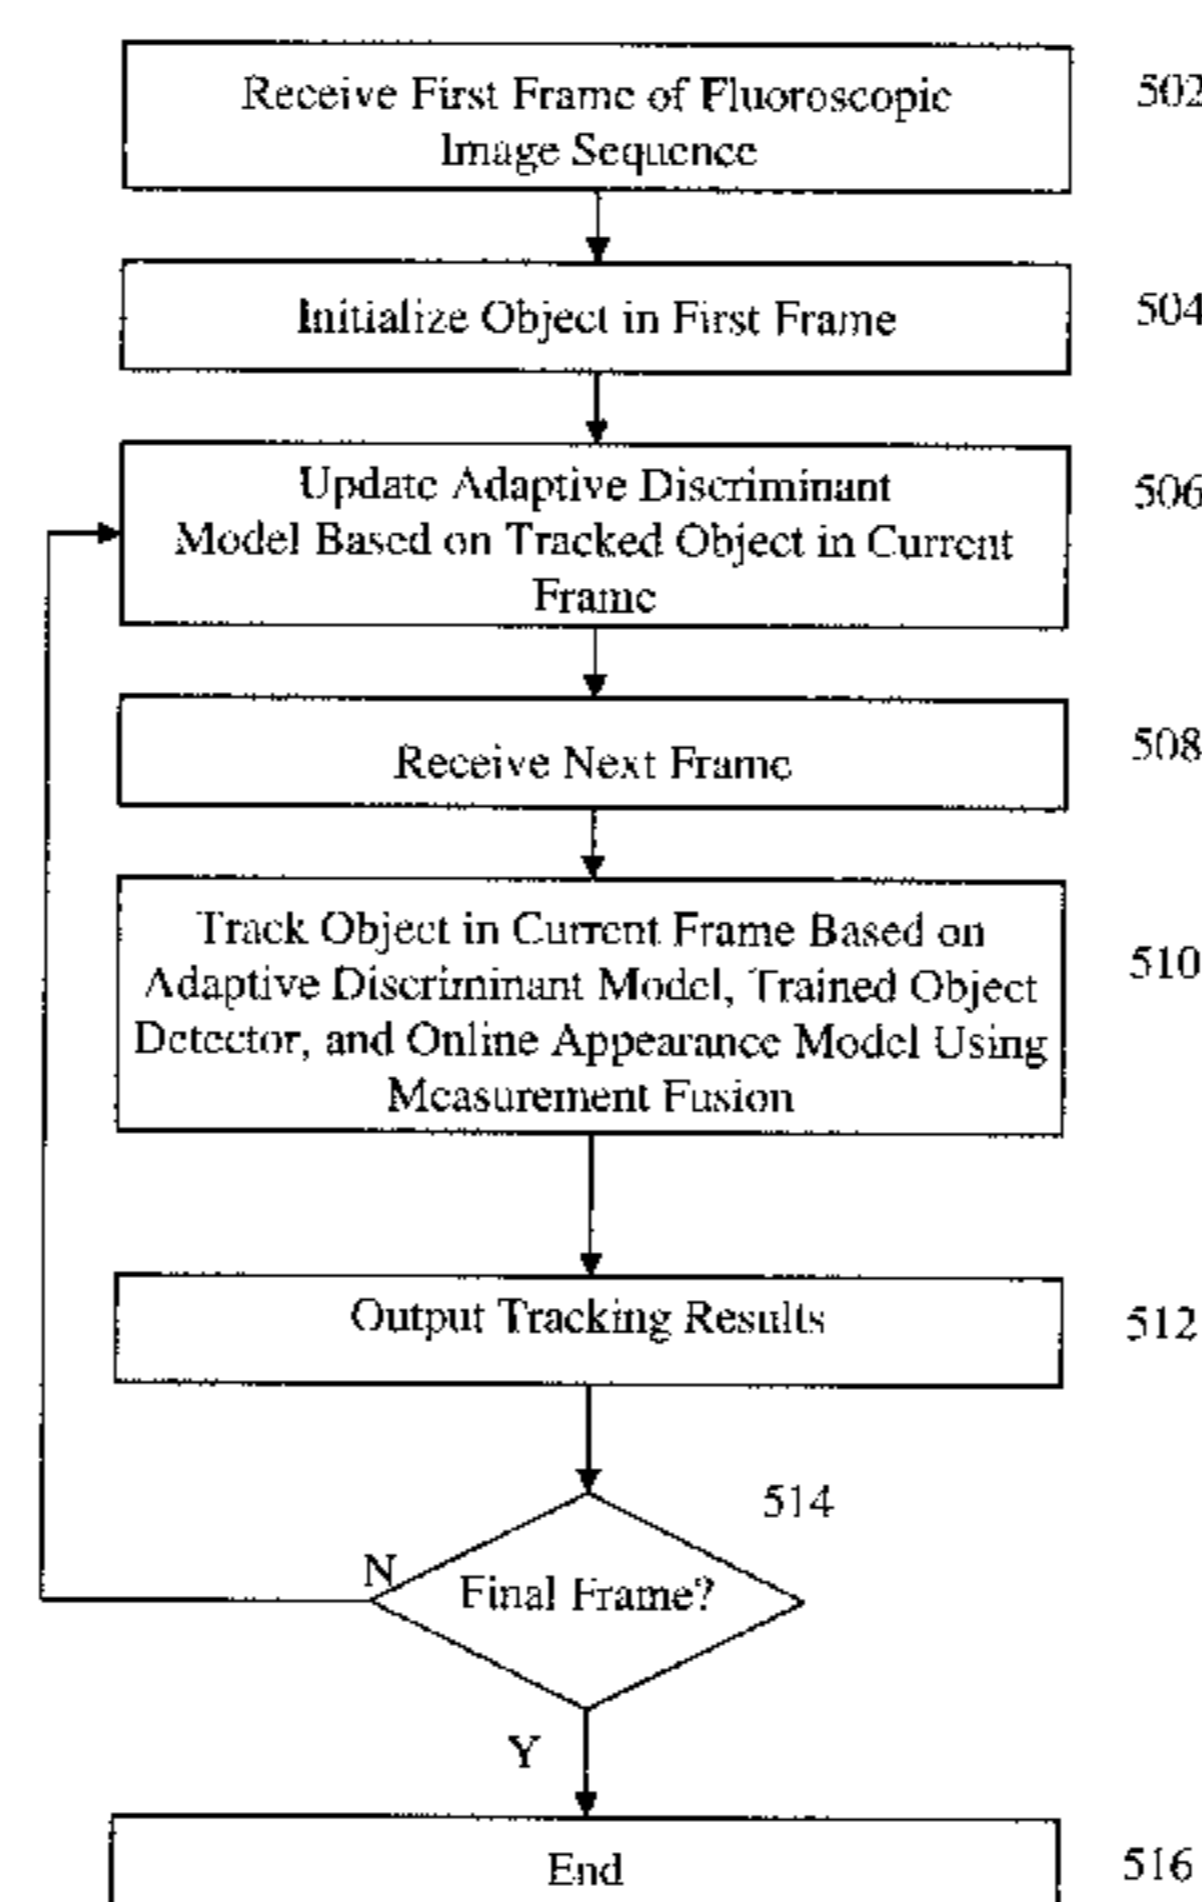 Receive First Frame of Fluoroscopic
Image Sequence
502
Initialize Object in First Frame
504
Update Adaptive Discriminant
Model Based on Tracked Object in Current
Frame
506
Receive Next Frame
508
Track Object in Current Frame Based on
Adaptive Discriminant Model, Trained Object
Detector, and Online Appearance Model Using
Measurement Fusion
510
Output Tracking Results
512
514
N
Final Frame?
Y
End
516